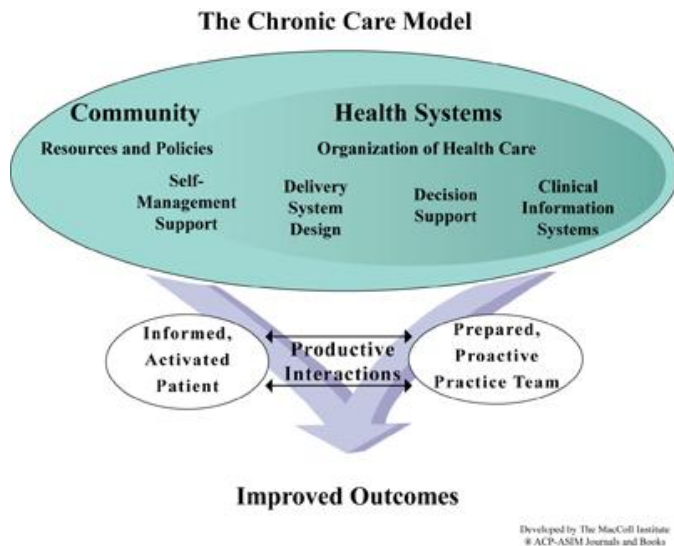 The Chronic Care Model
Community
Health Systems
Resources and Policies
Organization of Health Care
Self-
Management
Support
Delivery
System
Design
Decision
Support
Clinical
Information
Systems
Informed,
Activated
Patient
Productive
Interactions
Prepared,
Proactive
Practice Team
Improved Outcomes
Developed by The MacColl Institute
® ACP-ASIM Journals and Books